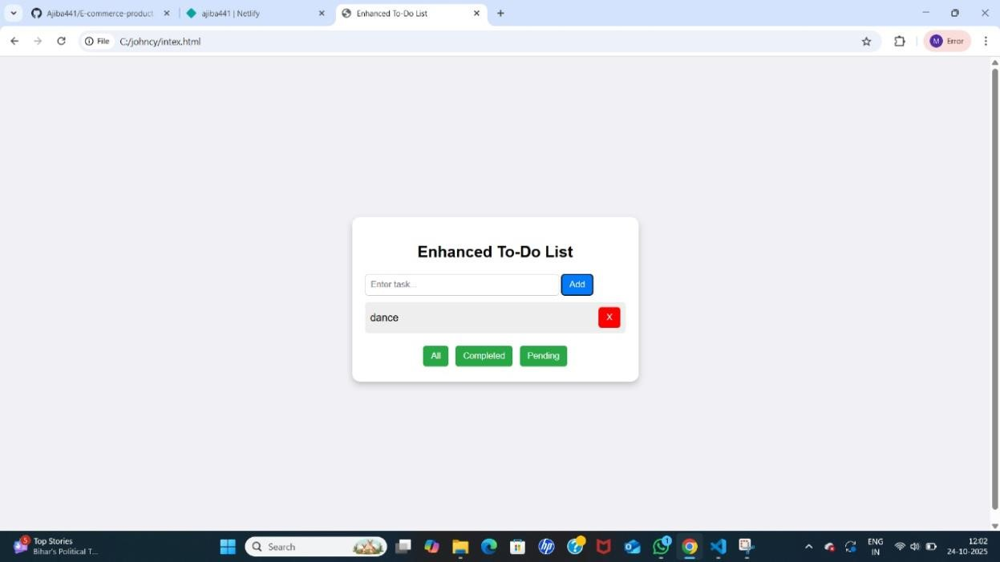 Ajiba441/E-commerce-product
ajiba441 | Netlify
Enhanced To-Do List
File
C:/johncy/intex.html
M
Error
Enhanced To-Do List
Enter task...
Add
dance
X
All
Completed
Pending
5
Top Stories
Bihar's Political T...
Search
hp
1
ENG
IN
12:02
24-10-2025